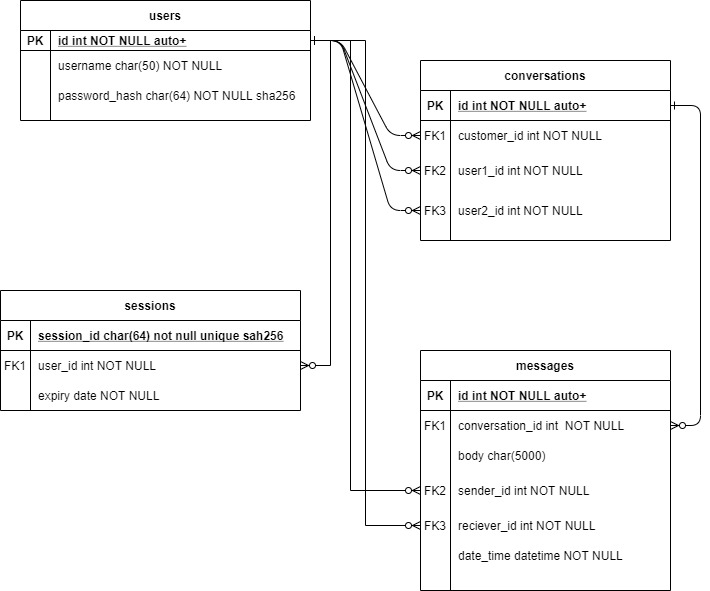 users
PK id int NOT NULL auto+
username char(50) NOT NULL
password_hash char(64) NOT NULL sha256
conversations
PK id int NOT NULL auto+
FK1 customer_id int NOT NULL
FK2 user1_id int NOT NULL
FK3 user2_id int NOT NULL
sessions
PK session_id char(64) not null unique sah256
FK1 user_id int NOT NULL
expiry date NOT NULL
messages
PK id int NOT NULL auto+
FK1 conversation_id int NOT NULL
body char(5000)
FK2 sender_id int NOT NULL
FK3 reciever_id int NOT NULL
date_time datetime NOT NULL